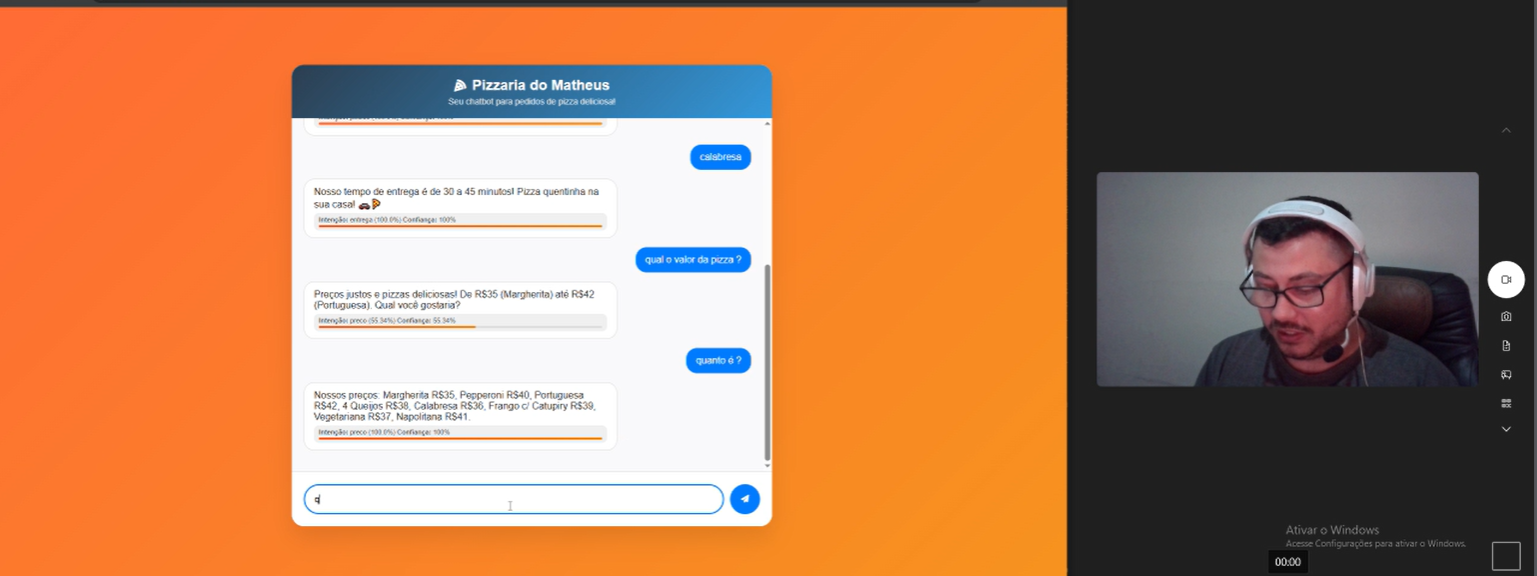 Pizzaria do Matheus
Seu chatbot para pedidos de pizza deliciosa!
calabresa
Nosso tempo de entrega é de 30 a 45 minutos! Pizza quentinha na
sua casa!
Intenção: entrega (100.0%) Confiança: 100%
qual o valor da pizza ?
Preços justos e pizzas deliciosas! De R$35 (Margherita) até R$42
(Portuguesa). Qual você gostaria?
Intenção: preco (55.34%) Confiança: 55.34%
quanto é ?
Nossos preços: Margherita R$35, Pepperoni R$40, Portuguesa
R$42, 4 Queijos R$38, Calabresa R$36, Frango c/ Catupiry R$39,
Vegetariana R$37, Napolitana R$41.
Intenção: preco (100.0%) Confiança: 100%
q
Ativar o Windows
Acesse Configurações para ativar o Windows.
00:00